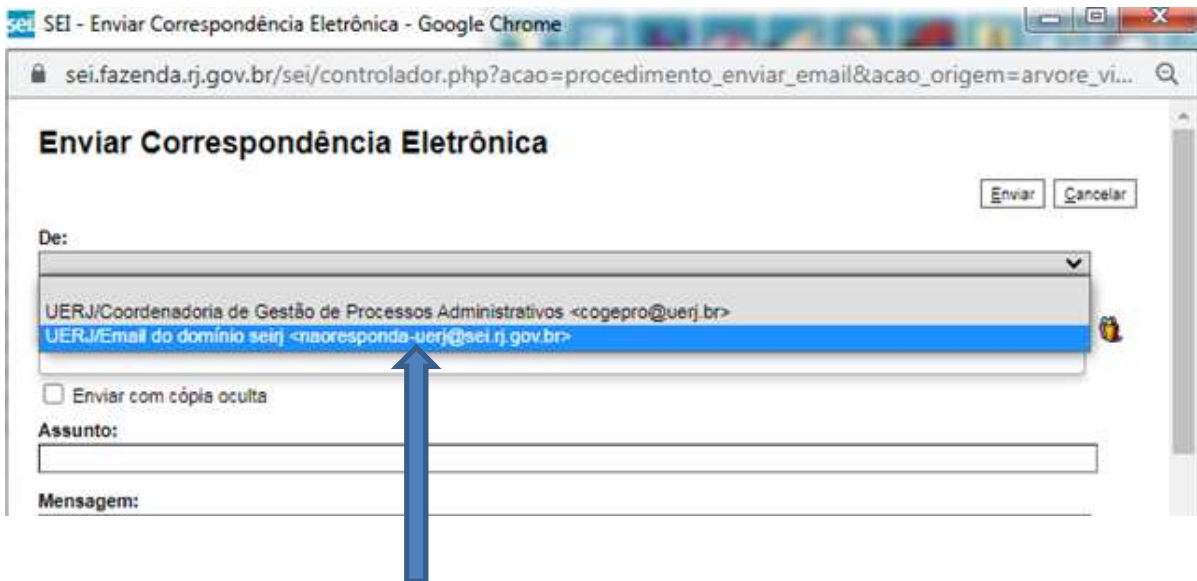 sei SEI - Enviar Correspondência Eletrônica - Google Chrome
sei.fazenda.rj.gov.br/sei/controlador.php?acao=procedimento_enviar_email&acao_origem=arvore_vi...
Enviar Correspondência Eletrônica
Enviar Cancelar
De:
UERJ/Coordenadoria de Gestão de Processos Administrativos <cogepro@uerj.br>
UERJ/Email do domínio seirj <naoresponda-uerj@sei.rj.gov.br>
Enviar com cópia oculta
Assunto:
Mensagem: